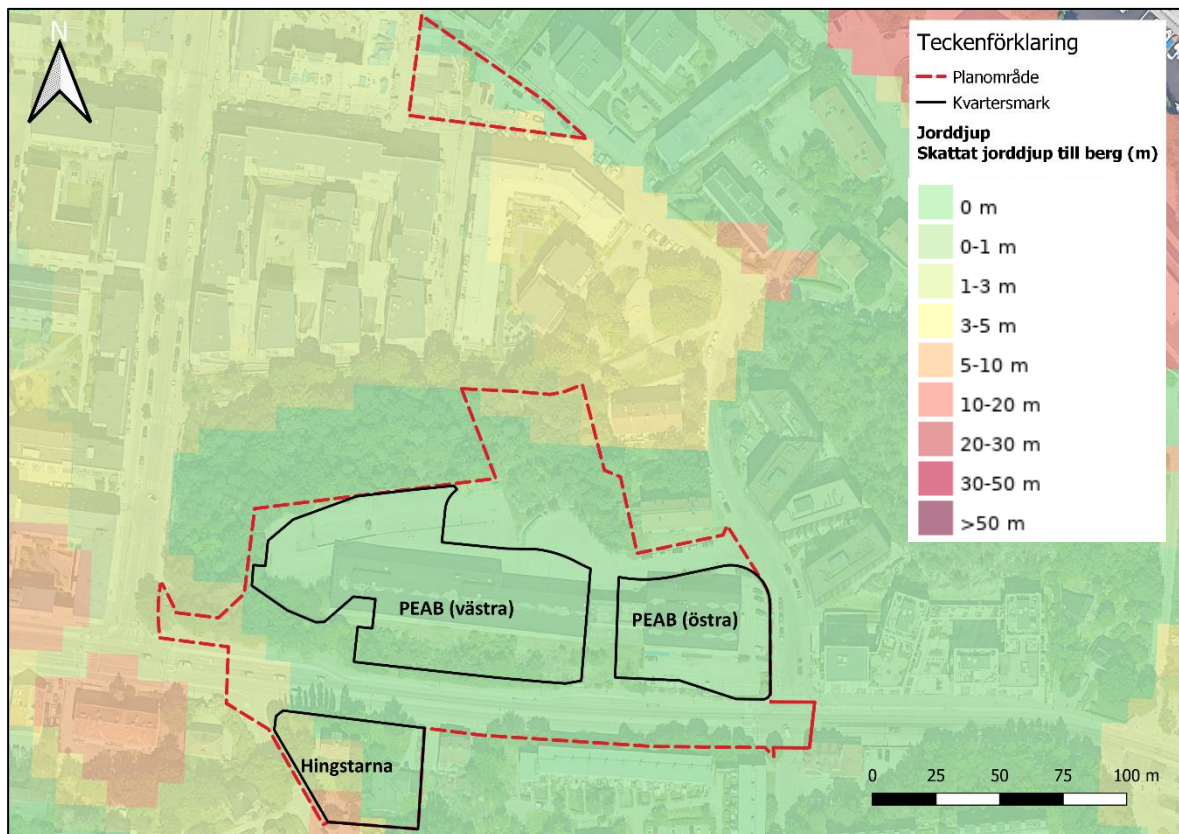 N
Teckenförklaring
Planområde
Kvartersmark
Jorddjup
Skattat jorddjup till berg (m)
0 m
0-1 m
1-3 m
3-5 m
5-10 m
10-20 m
20-30 m
30-50 m
>50 m
PEAB (västra)
PEAB (östra)
Hingstarna
0 25 50 75 100 m